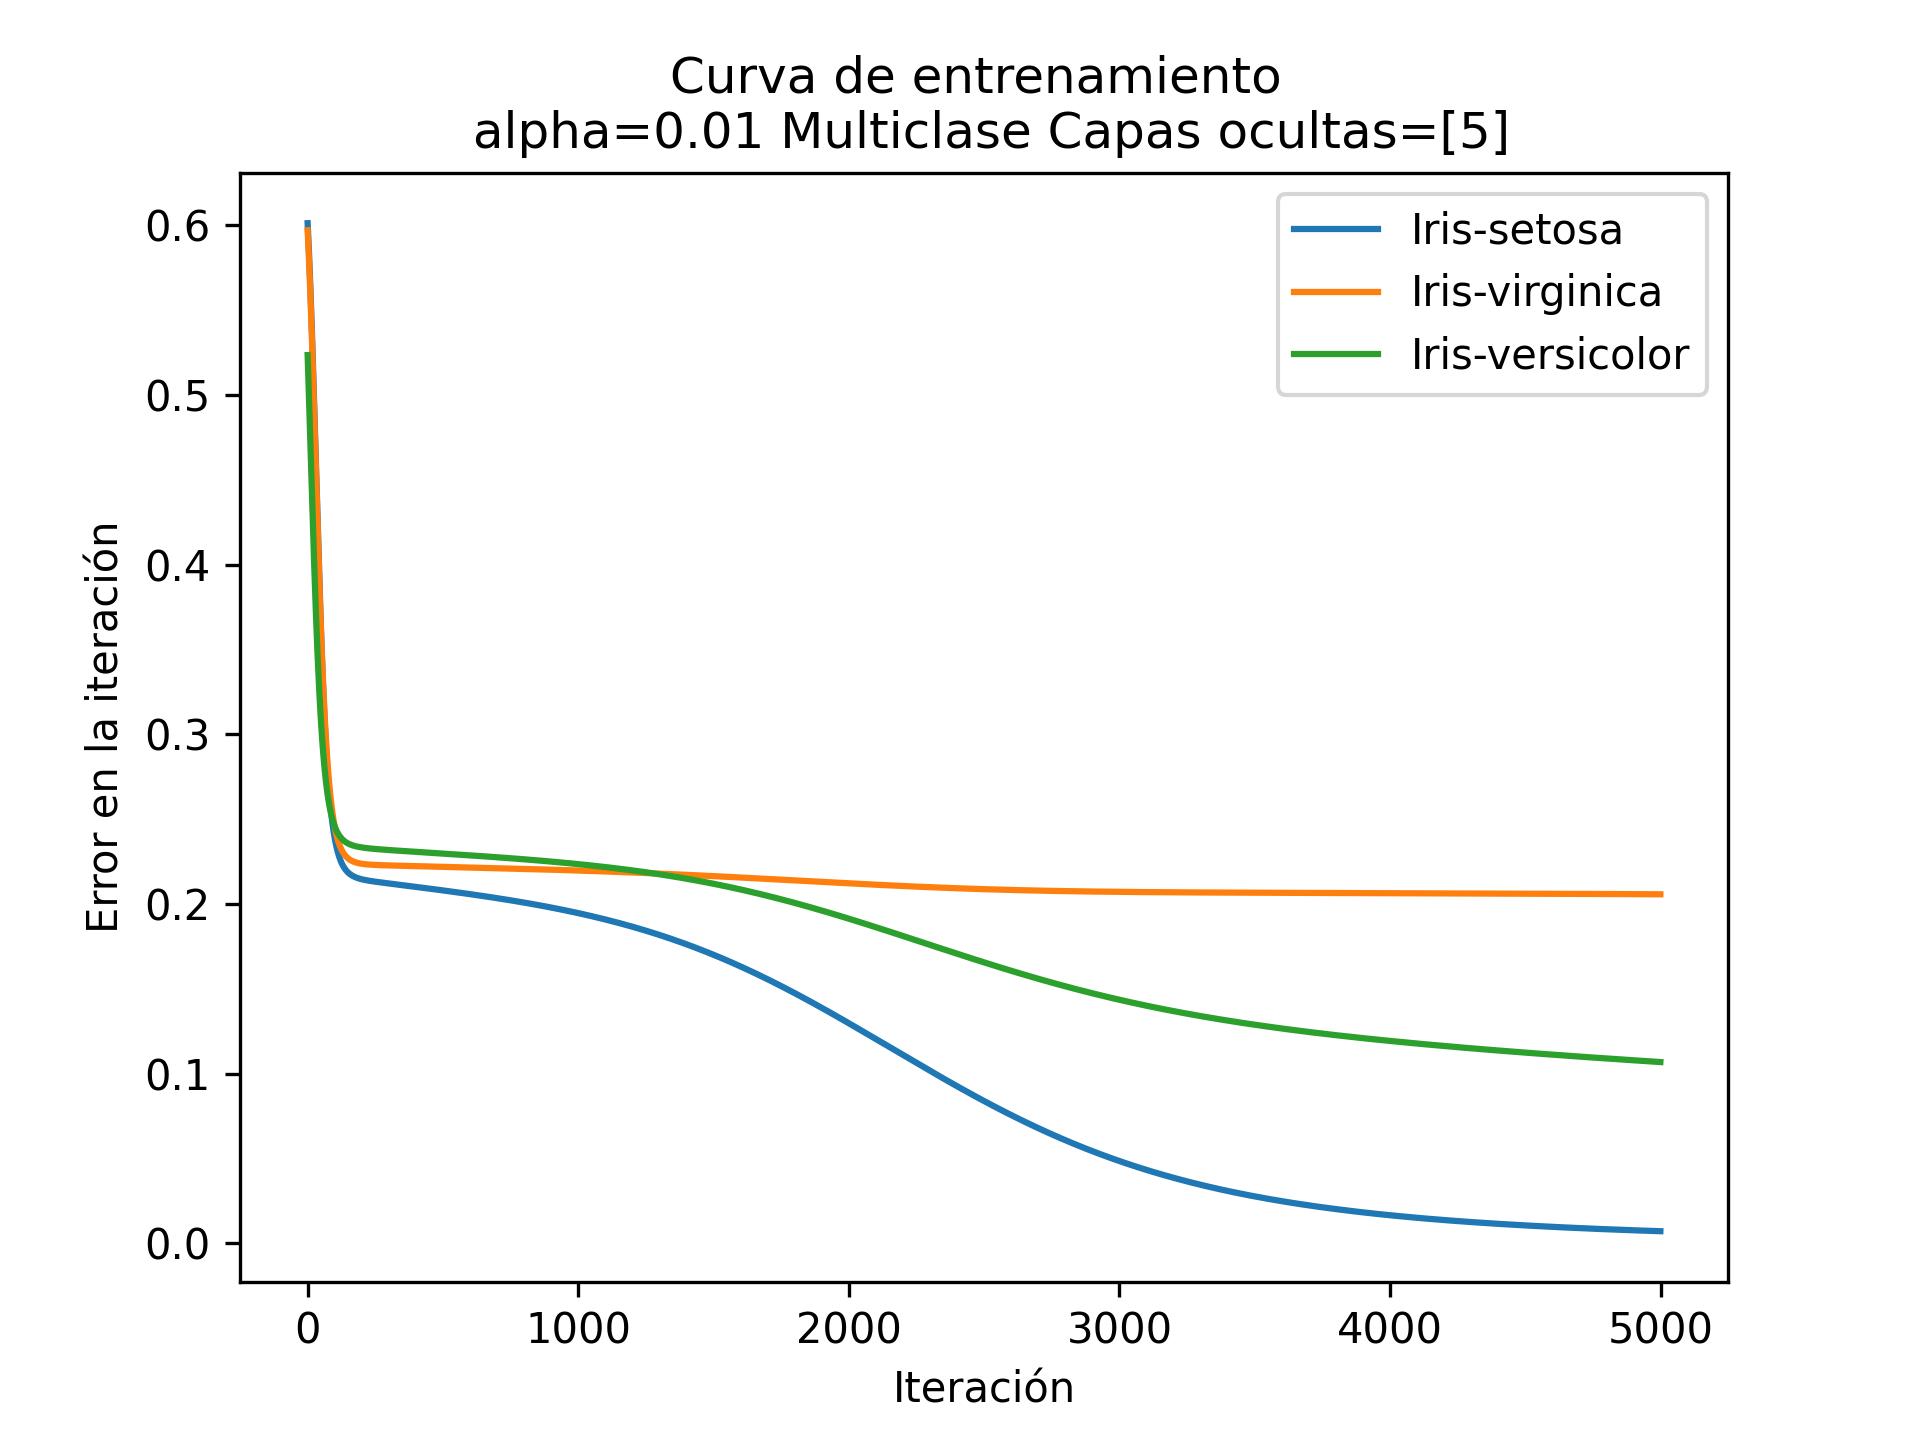 Curva de entrenamiento
alpha=0.01 Multiclase Capas ocultas=[5]
Iris-setosa
Iris-virginica
Iris-versicolor
Error en la iteración
0.6
0.5
0.4
0.3
0.2
0.1
0.0
0 1000 2000 3000 4000 5000
Iteración